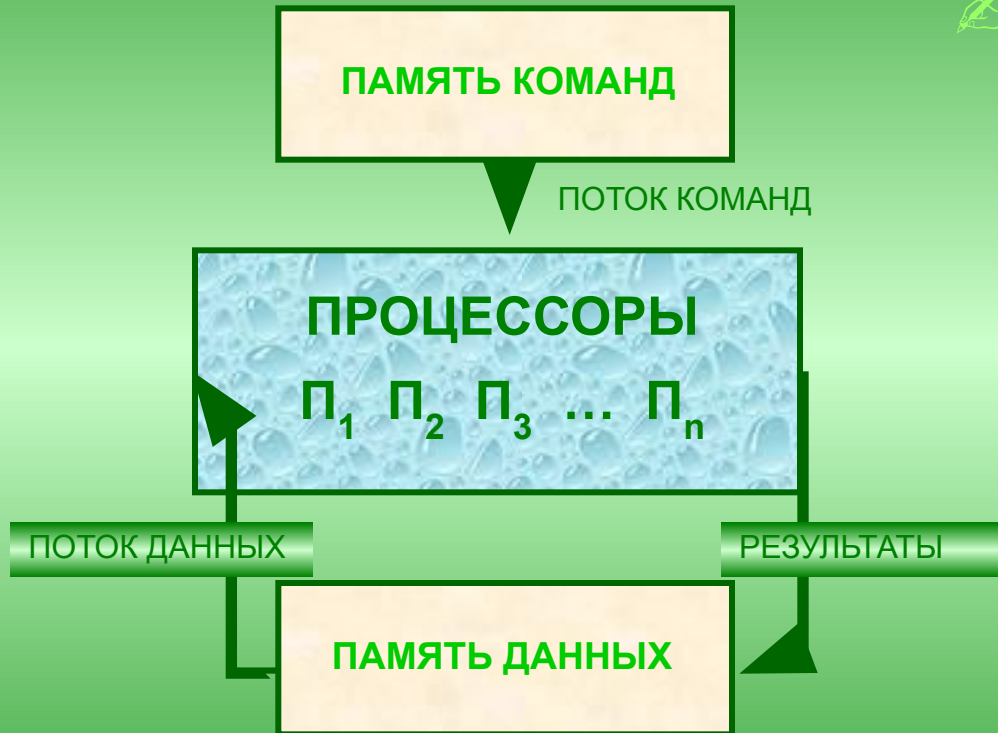 ПАМЯТЬ КОМАНД
ПОТОК КОМАНД
ПРОЦЕССОРЫ
П1 П2 П3 … Пn
ПОТОК ДАННЫХ
РЕЗУЛЬТАТЫ
ПАМЯТЬ ДАННЫХ